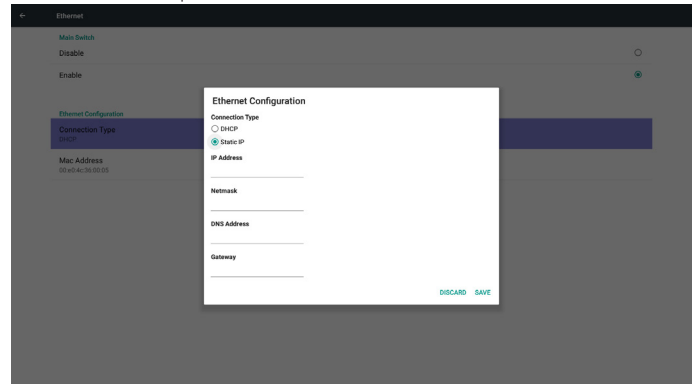 Ethernet
Main Switch
Disable
Enable
Ethernet Configuration
Connection Type
DHCP
Mac Address
00:e0:4c:36:00:05
Ethernet Configuration
Connection Type
DHCP
Static IP
IP Address
Netmask
DNS Address
Gateway
DISCARD SAVE